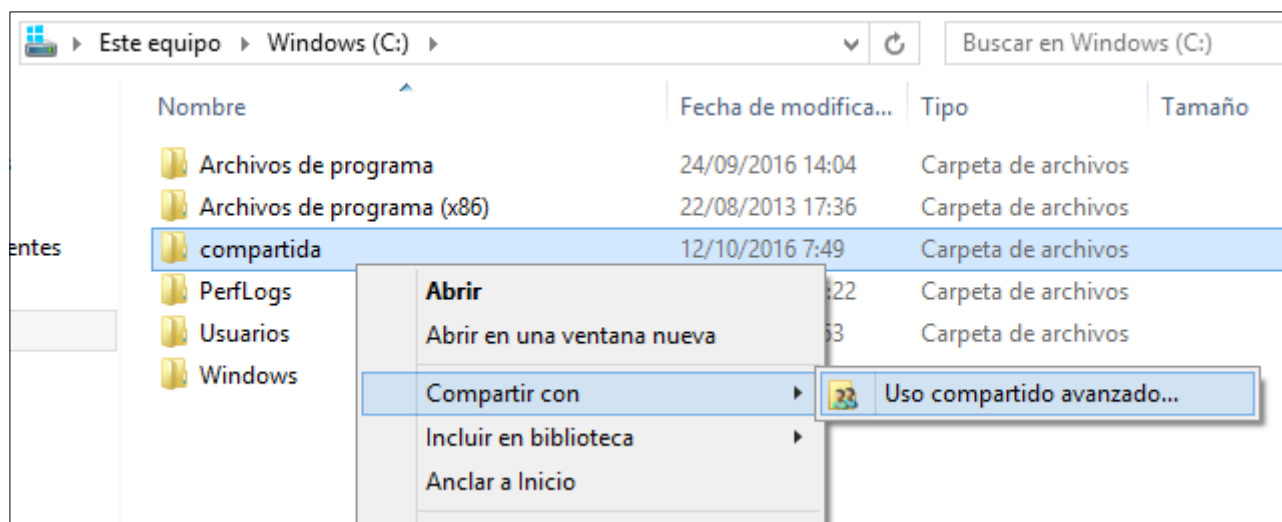 Este equipo Windows (C:) Buscar en Windows (C:)
Nombre Fecha de modifica... Tipo Tamaño
Archivos de programa 24/09/2016 14:04 Carpeta de archivos
Archivos de programa (x86) 22/08/2013 17:36 Carpeta de archivos
entes compartida 12/10/2016 7:49 Carpeta de archivos
PerfLogs Abrir :22 Carpeta de archivos
Usuarios Abrir en una ventana nueva 53 Carpeta de archivos
Windows
Compartir con Uso compartido avanzado...
Incluir en biblioteca
Anclar a Inicio